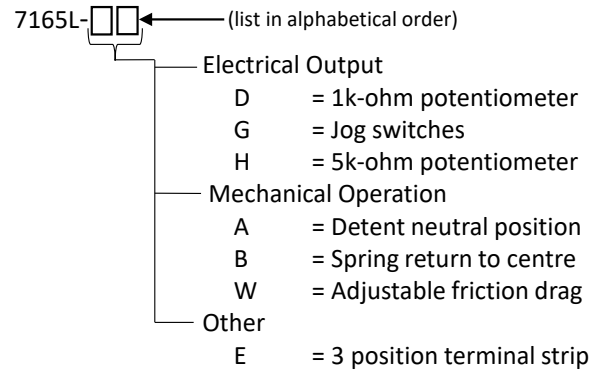 7165L-□□ (list in alphabetical order)
Electrical Output
D = 1k-ohm potentiometer
G = Jog switches
H = 5k-ohm potentiometer
Mechanical Operation
A = Detent neutral position
B = Spring return to centre
W = Adjustable friction drag
Other
E = 3 position terminal strip